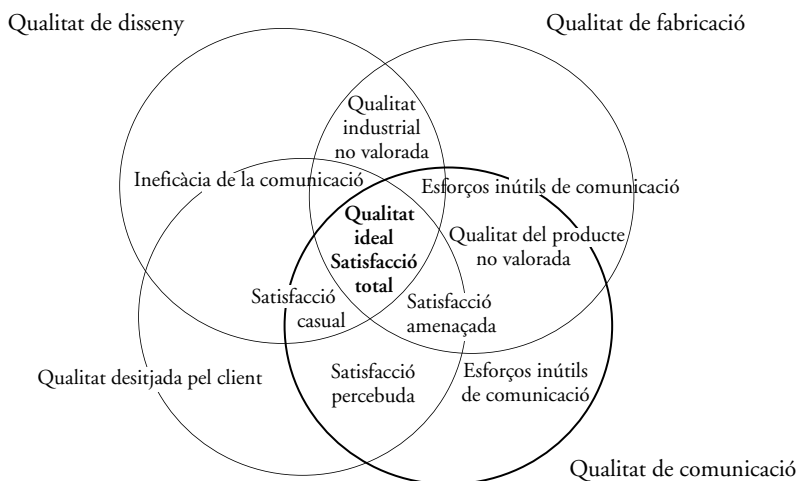 Qualitat de disseny
Qualitat de fabricació
Qualitat
industrial
no valorada
Ineficàcia de la comunicació
Esforços inútils de comunicació
Qualitat
ideal
Satisfacció
total
Qualitat del producte
no valorada
Satisfacció
casual
Satisfacció
amenaçada
Qualitat desitjada pel client
Satisfacció
percebuda
Esforços inútils
de comunicació
Qualitat de comunicació